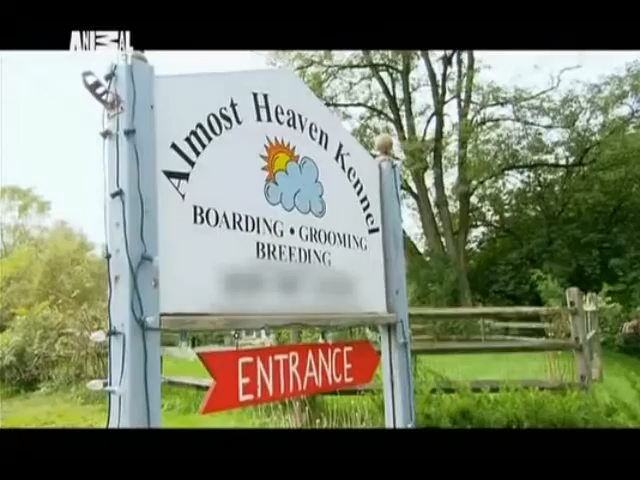 ANIMAL
Almost Heaven Kennel
BOARDING • GROOMING
BREEDING
ENTRANCE